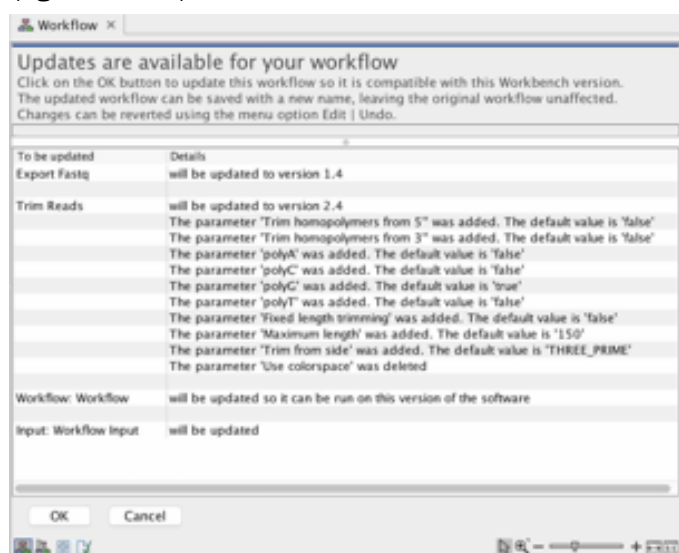 Workflow ×
Updates are available for your workflow
Click on the OK button to update this workflow so it is compatible with this Workbench version.
The updated workflow can be saved with a new name, leaving the original workflow unaffected.
Changes can be reverted using the menu option Edit | Undo.
To be updated Details
Export Fastq will be updated to version 1.4
Trim Reads will be updated to version 2.4
The parameter 'Trim homopolymers from 5'' was added. The default value is 'false'
The parameter 'Trim homopolymers from 3'' was added. The default value is 'false'
The parameter 'polyA' was added. The default value is 'false'
The parameter 'polyC' was added. The default value is 'false'
The parameter 'polyG' was added. The default value is 'true'
The parameter 'polyT' was added. The default value is 'false'
The parameter 'Fixed length trimming' was added. The default value is 'false'
The parameter 'Maximum length' was added. The default value is '150'
The parameter 'Trim from side' was added. The default value is 'THREE_PRIME'
The parameter 'Use colorspace' was deleted
Workflow: Workflow will be updated so it can be run on this version of the software
Input: Workflow Input will be updated
OK Cancel